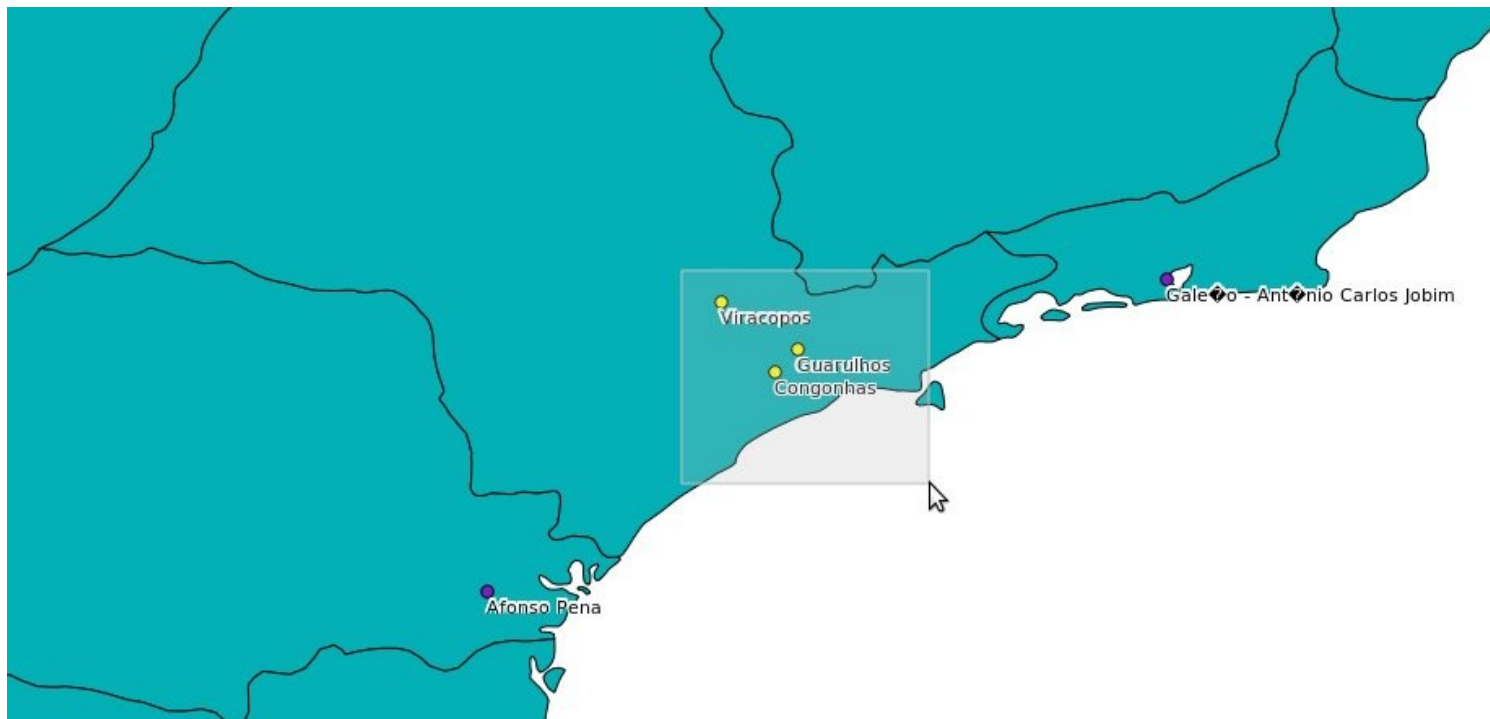 Gale�o - Ant�nio Carlos Jobim
Viracopos
Guarulhos
Congonhas
Afonso Pena